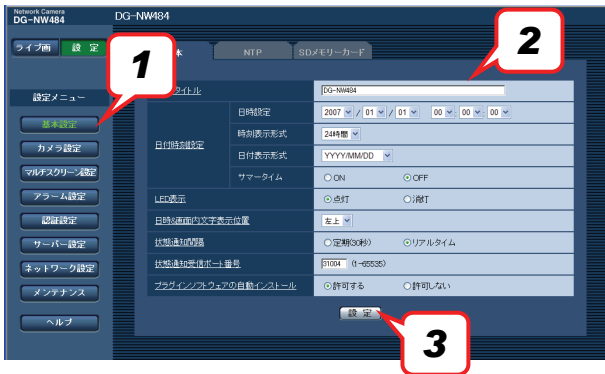 Network Camera
DG-NW484
DG-NW484
ライブ画 設 定
本 NTP SDメモリーカード
1
2
設定メニュー
基本設定
カメラ設定
マルチスクリーン設定
アラーム設定
認証設定
サーバー設定
ネットワーク設定
メンテナンス
ヘルプ
タイトル DG-NW484
日付時刻設定
日時設定 2007 / 01 / 01 00 : 00 : 00
時刻表示形式 24時間
日付表示形式 YYYY/MM/DD
サマータイム ON OFF
LED表示 点灯 消灯
日時&画面内文字表示位置 左上
状態通知間隔 定期(30秒) リアルタイム
状態通知受信ポート番号 31004 (1-65535)
プラグインソフトウェアの自動インストール 許可する 許可しない
設 定
3